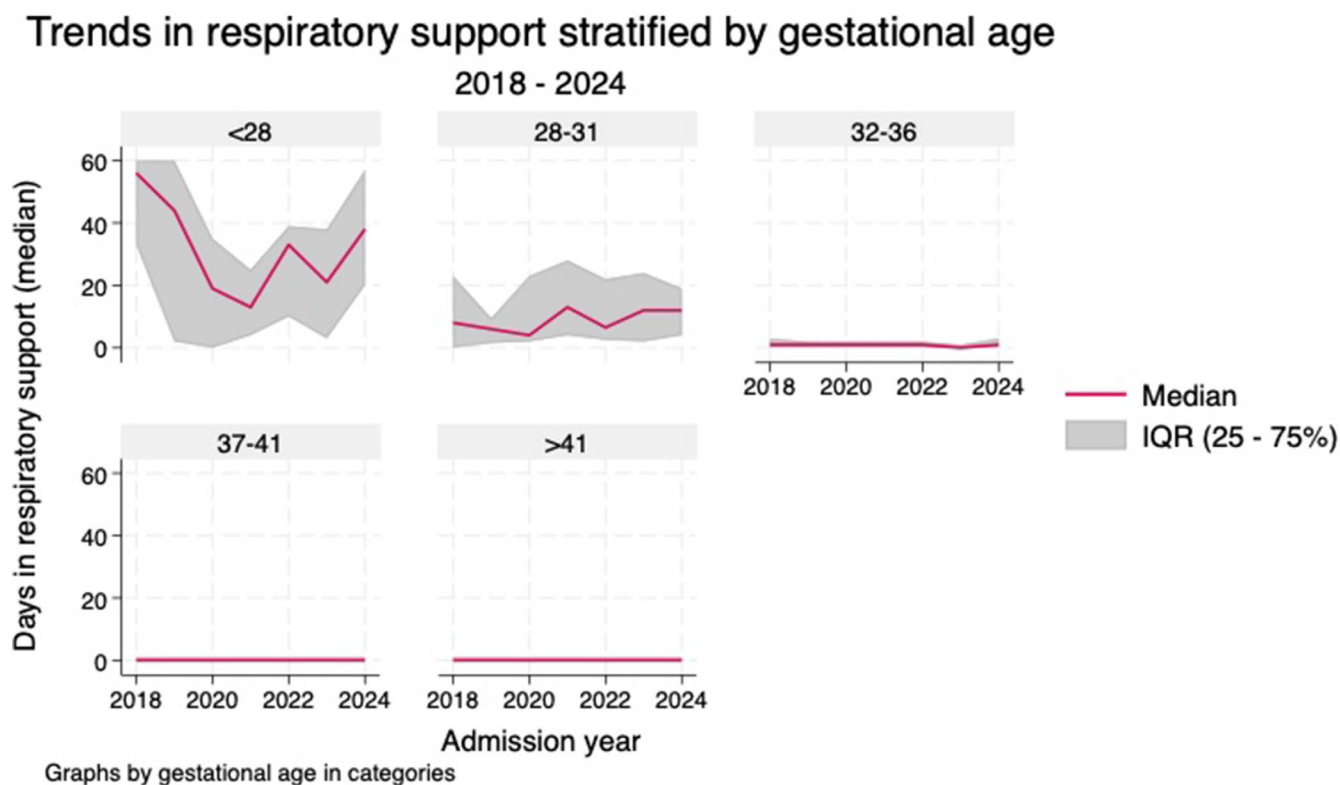 Trends in respiratory support stratified by gestational age
2018 - 2024
<28
28-31
32-36
60
40
20
0
2018 2020 2022 2024
Days in respiratory support (median)
Median
IQR (25 - 75%)
37-41
>41
60
40
20
0
2018 2020 2022 2024
2018 2020 2022 2024
Admission year
Graphs by gestational age in categories